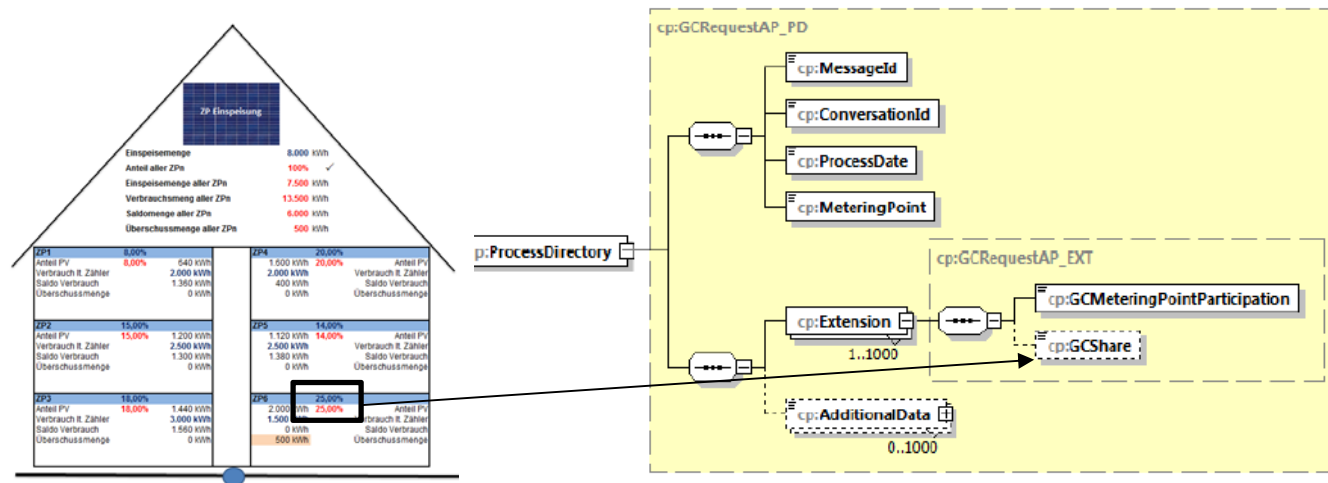 ZP Einspeisung
Einspeisemenge 8.000 kWh
Anteil aller ZPn 100% ✓
Einspeisemenge aller ZPn 7.500 kWh
Verbrauchsmeng aller ZPn 13.500 kWh
Saldomenge aller ZPn 6.000 kWh
Überschussmenge aller ZPn 500 kWh
ZP1 8,00%
Anteil PV 8,00% 640 kWh
Verbrauch lt. Zähler 2.000 kWh
Saldo Verbrauch 1.360 kWh
Überschussmenge 0 kWh
ZP4 20,00%
1.600 kWh 20,00% Anteil PV
2.000 kWh Verbrauch lt. Zähler
400 kWh Saldo Verbrauch
0 kWh Überschussmenge
ZP2 15,00%
Anteil PV 15,00% 1.200 kWh
Verbrauch lt. Zähler 2.500 kWh
Saldo Verbrauch 1.300 kWh
Überschussmenge 0 kWh
ZP5 14,00%
1.120 kWh 14,00% Anteil PV
2.500 kWh Verbrauch lt. Zähler
1.380 kWh Saldo Verbrauch
0 kWh Überschussmenge
ZP3 18,00%
Anteil PV 18,00% 1.440 kWh
Verbrauch lt. Zähler 3.000 kWh
Saldo Verbrauch 1.560 kWh
Überschussmenge 0 kWh
ZP6 25,00%
2.000 kWh 25,00% Anteil PV
1.500 kWh Verbrauch lt. Zähler
0 kWh Saldo Verbrauch
500 kWh Überschussmenge
cp:GCRequestAP_PD
cp:MessageId
cp:ConversationId
cp:ProcessDate
cp:MeteringPoint
p:ProcessDirectory
cp:GCRequestAP_EXT
cp:GCMeteringPointParticipation
cp:Extension
1..1000
cp:GCShare
cp:AdditionalData
0..1000